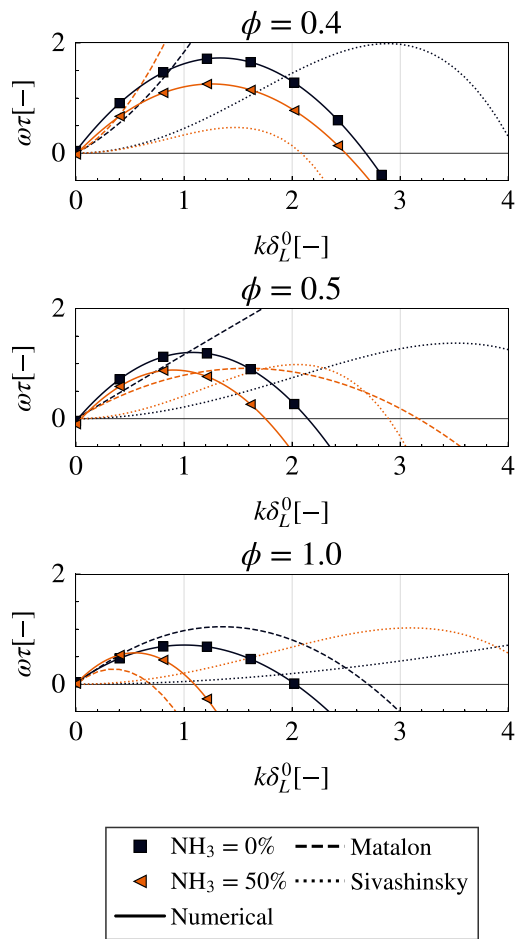 ϕ = 0.4
ωτ[−]
2
0
0 1 2 3 4
kδ_L^0[−]
ϕ = 0.5
ωτ[−]
2
0
0 1 2 3 4
kδ_L^0[−]
ϕ = 1.0
ωτ[−]
2
0
0 1 2 3 4
kδ_L^0[−]
NH₃ = 0% Matalon
NH₃ = 50% Sivashinsky
Numerical